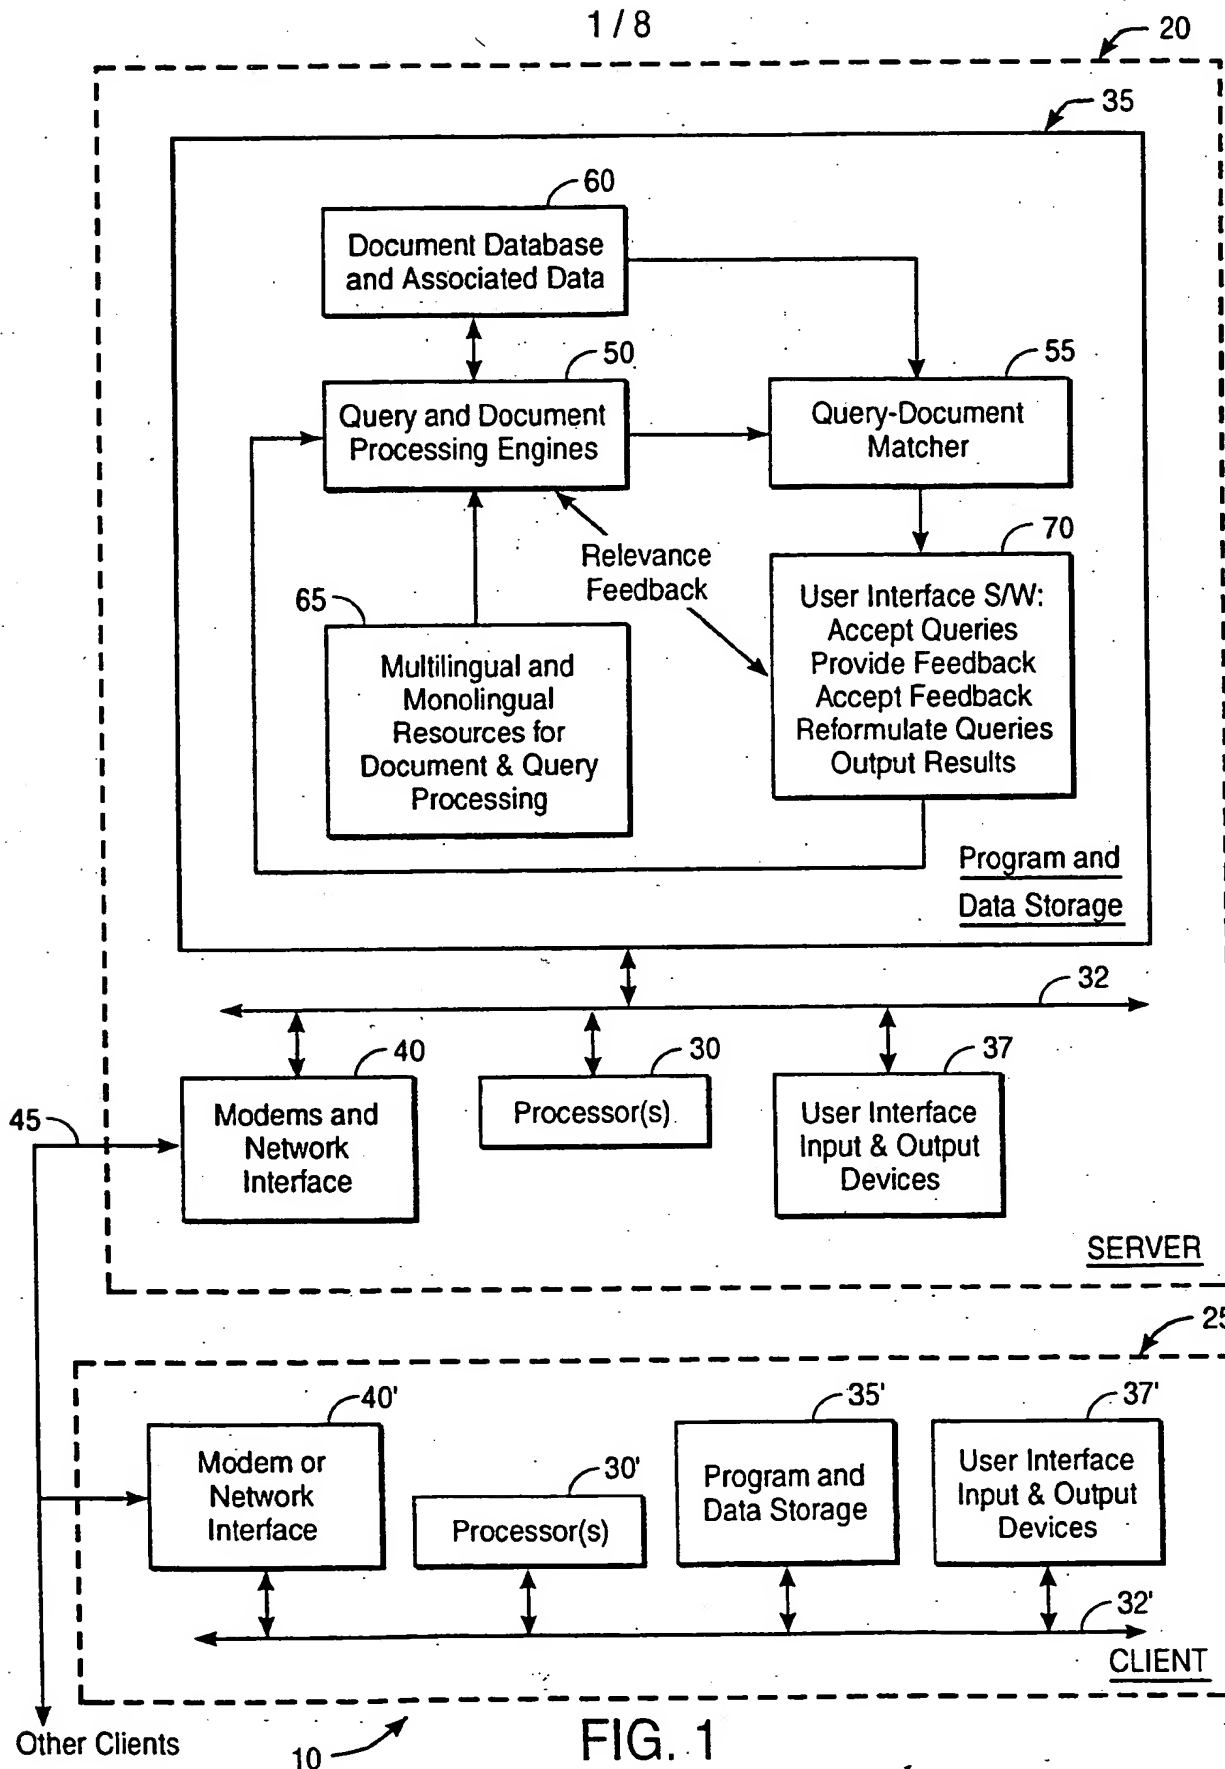 1 / 8
20
35
60
Document Database
and Associated Data
50
Query and Document
Processing Engines
55
Query-Document
Matcher
Relevance
Feedback
70
User Interface S/W:
Accept Queries
Provide Feedback
Accept Feedback
Reformulate Queries
Output Results
65
Multilingual and
Monolingual
Resources for
Document & Query
Processing
Program and
Data Storage
32
40
Modems and
Network
Interface
30
Processor(s)
37
User Interface
Input & Output
Devices
45
SERVER
25
40'
Modem or
Network
Interface
30'
Processor(s)
35'
Program and
Data Storage
37'
User Interface
Input & Output
Devices
32'
CLIENT
Other Clients
10
FIG. 1